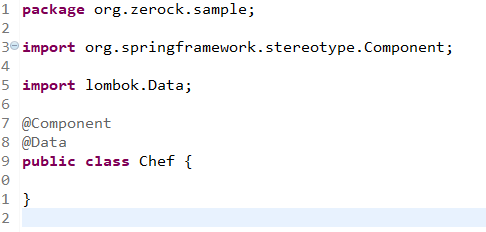 1 package org.zerock.sample;
2
3 import org.springframework.stereotype.Component;
4
5 import lombok.Data;
6
7 @Component
8 @Data
9 public class Chef {
0
1 }
2